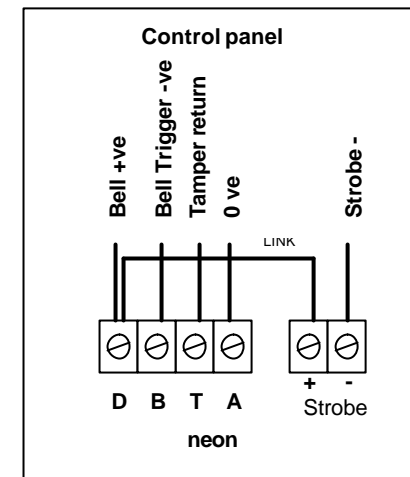 Control panel
Bell +ve
Bell Trigger -ve
Tamper return
0 ve
Strobe -
LINK
D B T A
+ -
Strobe
neon